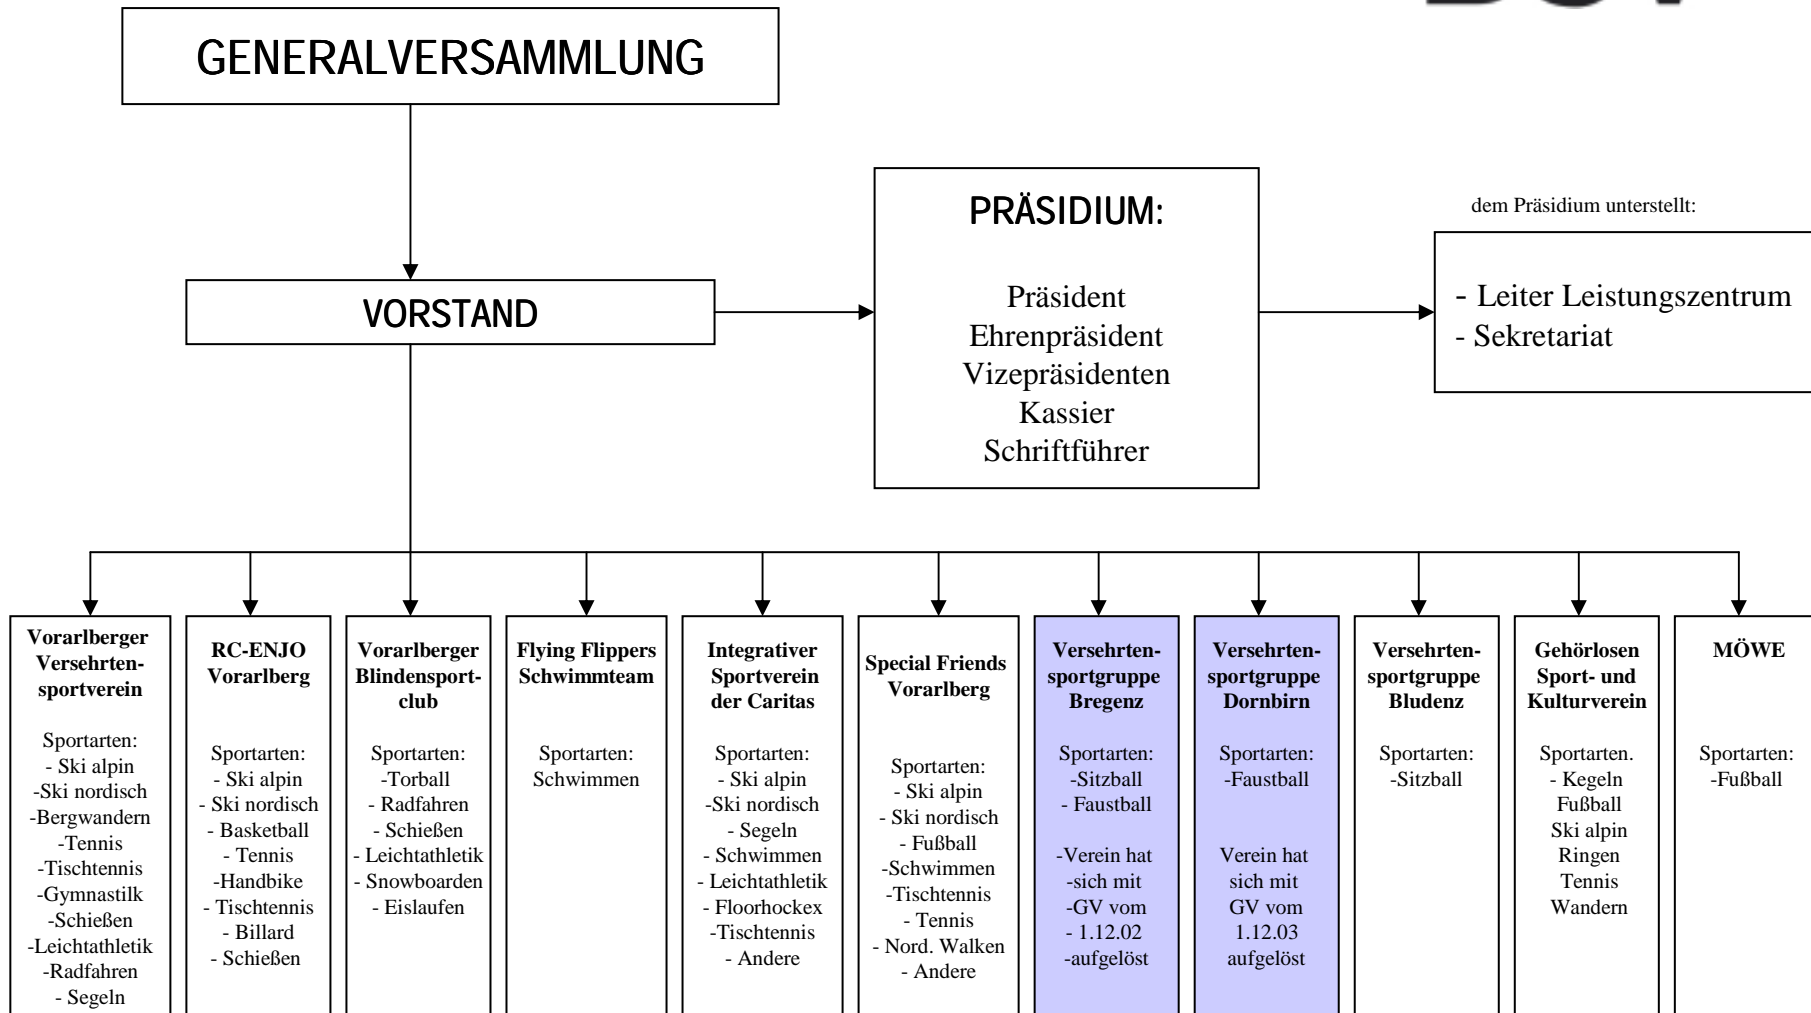 GENERALVERSAMMLUNG
VORSTAND
PRÄSIDIUM:
Präsident
Ehrenpräsident
Vizepräsidenten
Kassier
Schriftführer
dem Präsidium unterstellt:
- Leiter Leistungszentrum
- Sekretariat
Vorarlberger
Versehrten-
sportverein
Sportarten:
- Ski alpin
-Ski nordisch
-Bergwandern
-Tennis
-Tischtennis
-Gymnastilk
-Schießen
-Leichtathletik
-Radfahren
- Segeln
RC-ENJO
Vorarlberg
Sportarten:
- Ski alpin
- Ski nordisch
- Basketball
- Tennis
-Handbike
- Tischtennis
- Billard
- Schießen
Vorarlberger
Blindensport-
club
Sportarten:
-Torball
- Radfahren
- Schießen
- Leichtathletik
- Snowboarden
- Eislaufen
Flying Flippers
Schwimmteam
Sportarten:
Schwimmen
Integrativer
Sportverein
der Caritas
Sportarten:
- Ski alpin
-Ski nordisch
- Segeln
- Schwimmen
- Leichtathletik
- Floorhockex
-Tischtennis
- Andere
Special Friends
Vorarlberg
Sportarten:
- Ski alpin
- Ski nordisch
- Fußball
-Schwimmen
-Tischtennis
- Tennis
- Nord. Walken
- Andere
Versehrten-
sportgruppe
Bregenz
Sportarten:
-Sitzball
- Faustball
-Verein hat
-sich mit
-GV vom
- 1.12.02
-aufgelöst
Versehrten-
sportgruppe
Dornbirn
Sportarten:
-Faustball
Verein hat
sich mit
GV vom
1.12.03
aufgelöst
Versehrten-
sportgruppe
Bludenz
Sportarten:
-Sitzball
Gehörlosen
Sport- und
Kulturverein
Sportarten.
- Kegeln
Fußball
Ski alpin
Ringen
Tennis
Wandern
MÖWE
Sportarten:
-Fußball